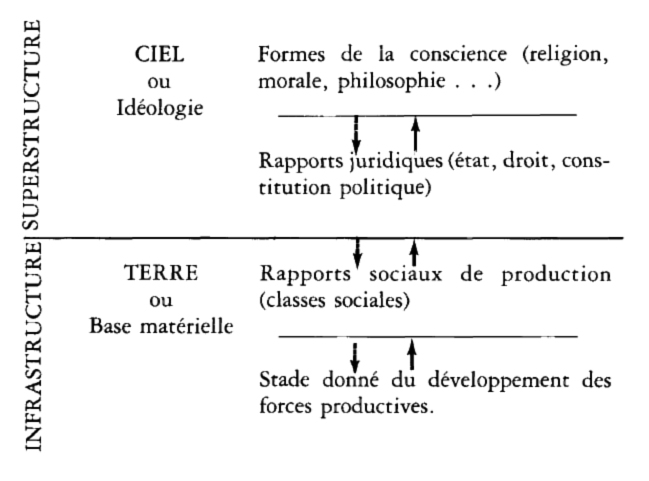 SUPERSTRUCTURE
CIEL
ou
Idéologie
Formes de la conscience (religion,
morale, philosophie . . .)
Rapports juridiques (état, droit, cons-
titution politique)
INFRASTRUCTURE
TERRE
ou
Base matérielle
Rapports sociaux de production
(classes sociales)
Stade donné du développement des
forces productives.